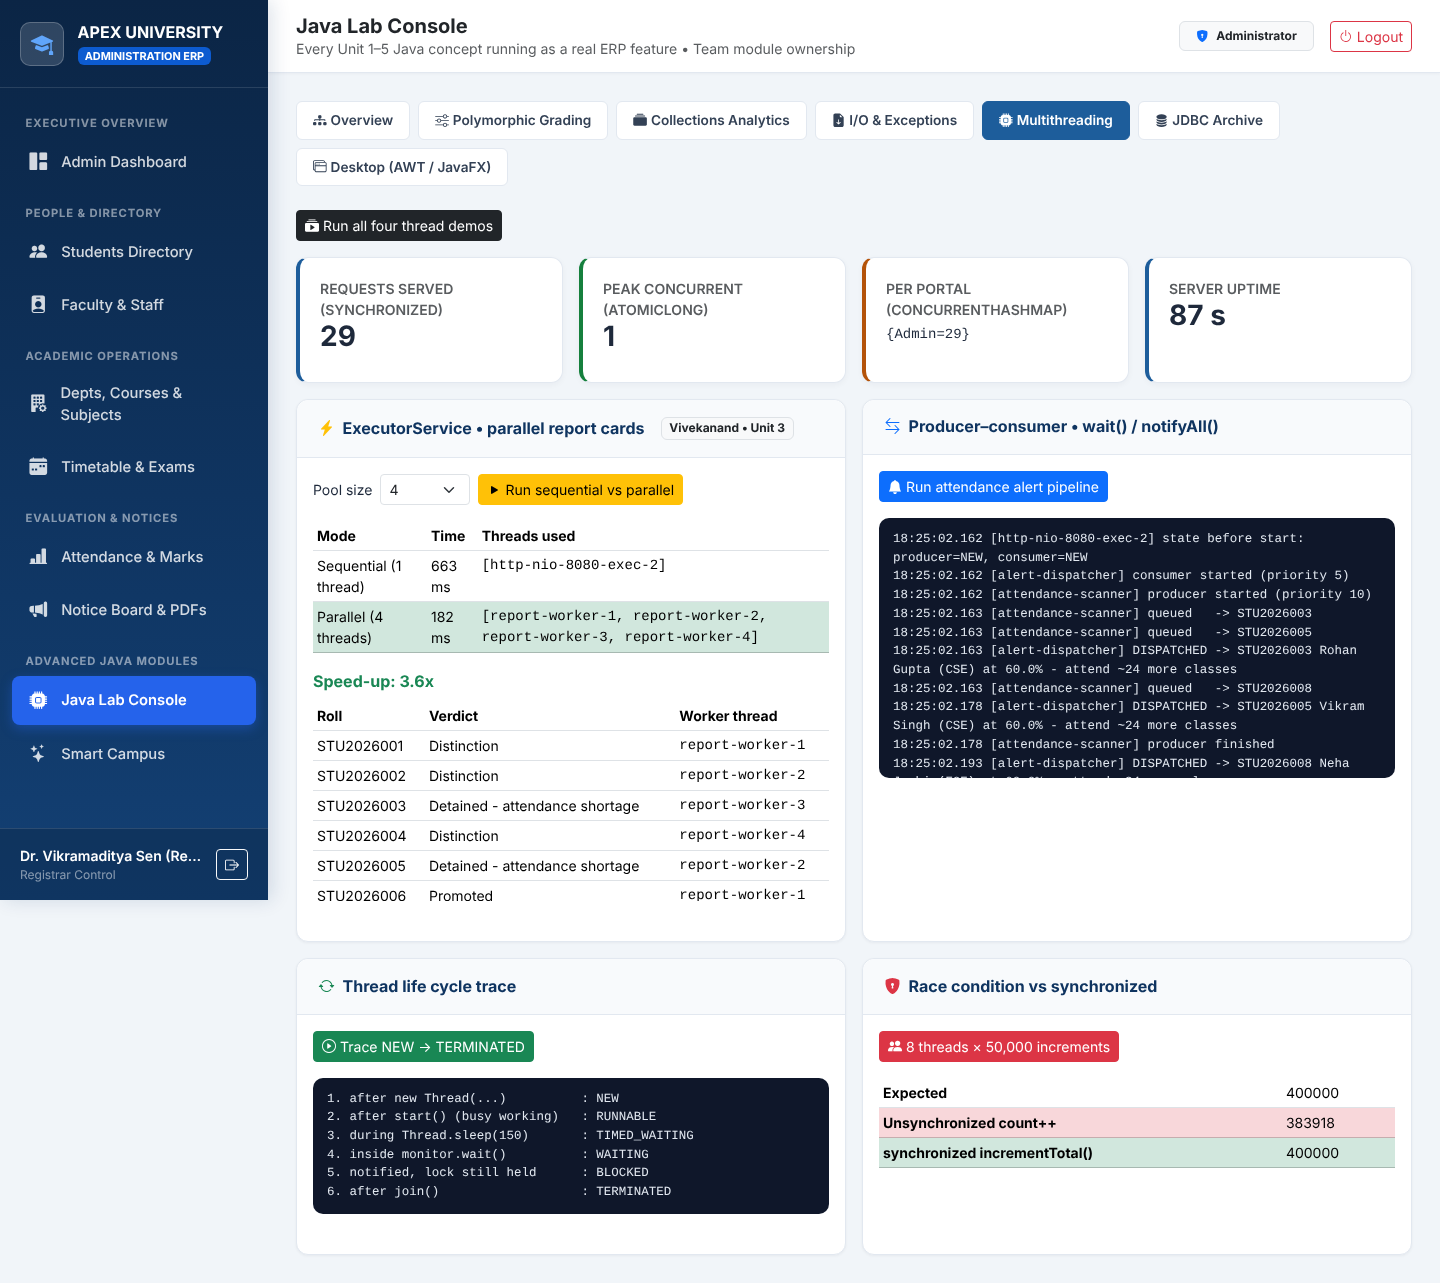 APEX UNIVERSITY
ADMINISTRATION ERP
EXECUTIVE OVERVIEW
Admin Dashboard
PEOPLE & DIRECTORY
Students Directory
Faculty & Staff
ACADEMIC OPERATIONS
Depts, Courses &
Subjects
Timetable & Exams
EVALUATION & NOTICES
Attendance & Marks
Notice Board & PDFs
ADVANCED JAVA MODULES
Java Lab Console
Smart Campus
Dr. Vikramaditya Sen (Re...
Registrar Control
Java Lab Console
Every Unit 1–5 Java concept running as a real ERP feature • Team module ownership
Administrator
Logout
Overview
Polymorphic Grading
Collections Analytics
I/O & Exceptions
Multithreading
JDBC Archive
Desktop (AWT / JavaFX)
Run all four thread demos
REQUESTS SERVED
(SYNCHRONIZED)
29
PEAK CONCURRENT
(ATOMICLONG)
1
PER PORTAL
(CONCURRENTHASHMAP)
{Admin=29}
SERVER UPTIME
87 s
ExecutorService • parallel report cards
Vivekanand • Unit 3
Pool size
4
Run sequential vs parallel
Mode Time Threads used
Sequential (1 663 [http-nio-8080-exec-2]
thread) ms
Parallel (4 182 [report-worker-1, report-worker-2,
threads) ms report-worker-3, report-worker-4]
Speed-up: 3.6x
Roll Verdict Worker thread
STU2026001 Distinction report-worker-1
STU2026002 Distinction report-worker-2
STU2026003 Detained - attendance shortage report-worker-3
STU2026004 Distinction report-worker-4
STU2026005 Detained - attendance shortage report-worker-2
STU2026006 Promoted report-worker-1
Producer–consumer • wait() / notifyAll()
Run attendance alert pipeline
18:25:02.162 [http-nio-8080-exec-2] state before start:
producer=NEW, consumer=NEW
18:25:02.162 [alert-dispatcher] consumer started (priority 5)
18:25:02.162 [attendance-scanner] producer started (priority 10)
18:25:02.163 [attendance-scanner] queued   -> STU2026003
18:25:02.163 [attendance-scanner] queued   -> STU2026005
18:25:02.163 [alert-dispatcher] DISPATCHED -> STU2026003 Rohan
Gupta (CSE) at 60.0% - attend ~24 more classes
18:25:02.163 [attendance-scanner] queued   -> STU2026008
18:25:02.178 [alert-dispatcher] DISPATCHED -> STU2026005 Vikram
Singh (CSE) at 60.0% - attend ~24 more classes
18:25:02.178 [attendance-scanner] producer finished
18:25:02.193 [alert-dispatcher] DISPATCHED -> STU2026008 Neha
Thread life cycle trace
Trace NEW → TERMINATED
1. after new Thread(...)          : NEW
2. after start() (busy working)   : RUNNABLE
3. during Thread.sleep(150)       : TIMED_WAITING
4. inside monitor.wait()          : WAITING
5. notified, lock still held      : BLOCKED
6. after join()                   : TERMINATED
Race condition vs synchronized
8 threads × 50,000 increments
Expected 400000
Unsynchronized count++ 383918
synchronized incrementTotal() 400000